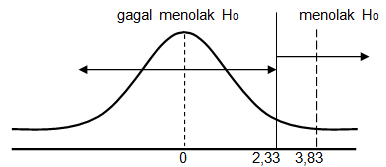 gagal menolak H₀ menolak H₀
0 2,33 3,83